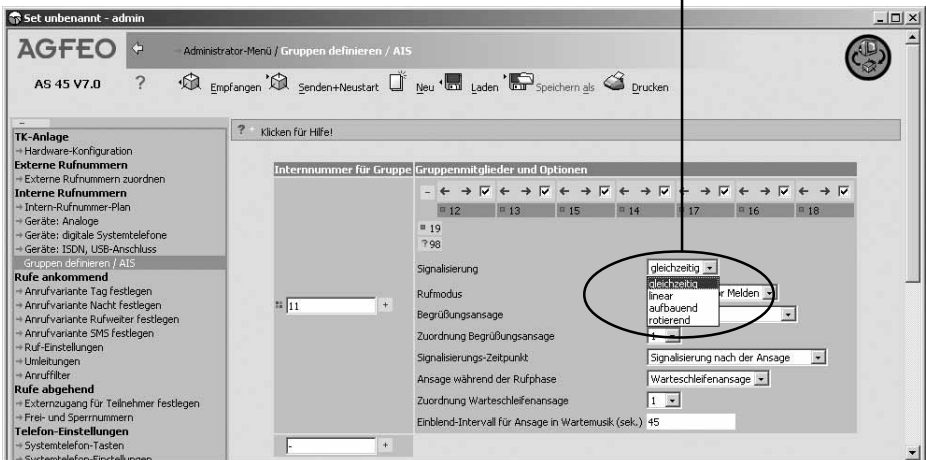 Set unbenannt - admin
AGFEO
Administrator-Menü / Gruppen definieren / AIS
AS 45 V7.0 ? Empfangen Senden+Neustart Neu Laden Speichern als Drucken
? Klicken für Hilfe!
TK-Anlage
Hardware-Konfiguration
Externe Rufnummern
Externe Rufnummern zuordnen
Interne Rufnummern
Intern-Rufnummer-Plan
Geräte: Analoge
Geräte: digitale Systemtelefone
Geräte: ISDN, USB-Anschluss
Gruppen definieren / AIS
Rufe ankommend
Anrufvariante Tag festlegen
Anrufvariante Nacht festlegen
Anrufvariante Rufweiter festlegen
Anrufvariante SMS festlegen
Ruf-Einstellungen
Umleitungen
Anruffilter
Rufe abgehend
Externzugang für Teilnehmer festlegen
Frei- und Sperrnummern
Telefon-Einstellungen
Systemtelefon-Tasten
Systemtelefon-Einstellungen
Internnummer für Gruppe Gruppenmitglieder und Optionen
- ← → ← → ← → ← → ← → ← → ← →
12 13 15 14 17 16 18
19
? 98
Signalisierung gleichzeitig
gleichzeitig
linear
aufbauend
rotierend
11 +
Rufmodus or Melden
Begrüßungsansage
Zuordnung Begrüßungsansage 1
Signalisierungs-Zeitpunkt Signalisierung nach der Ansage
Ansage während der Rufphase Warteschleifenansage
Zuordnung Warteschleifenansage 1
Einblend-Intervall für Ansage in Wartemusik (sek.) 45
- +